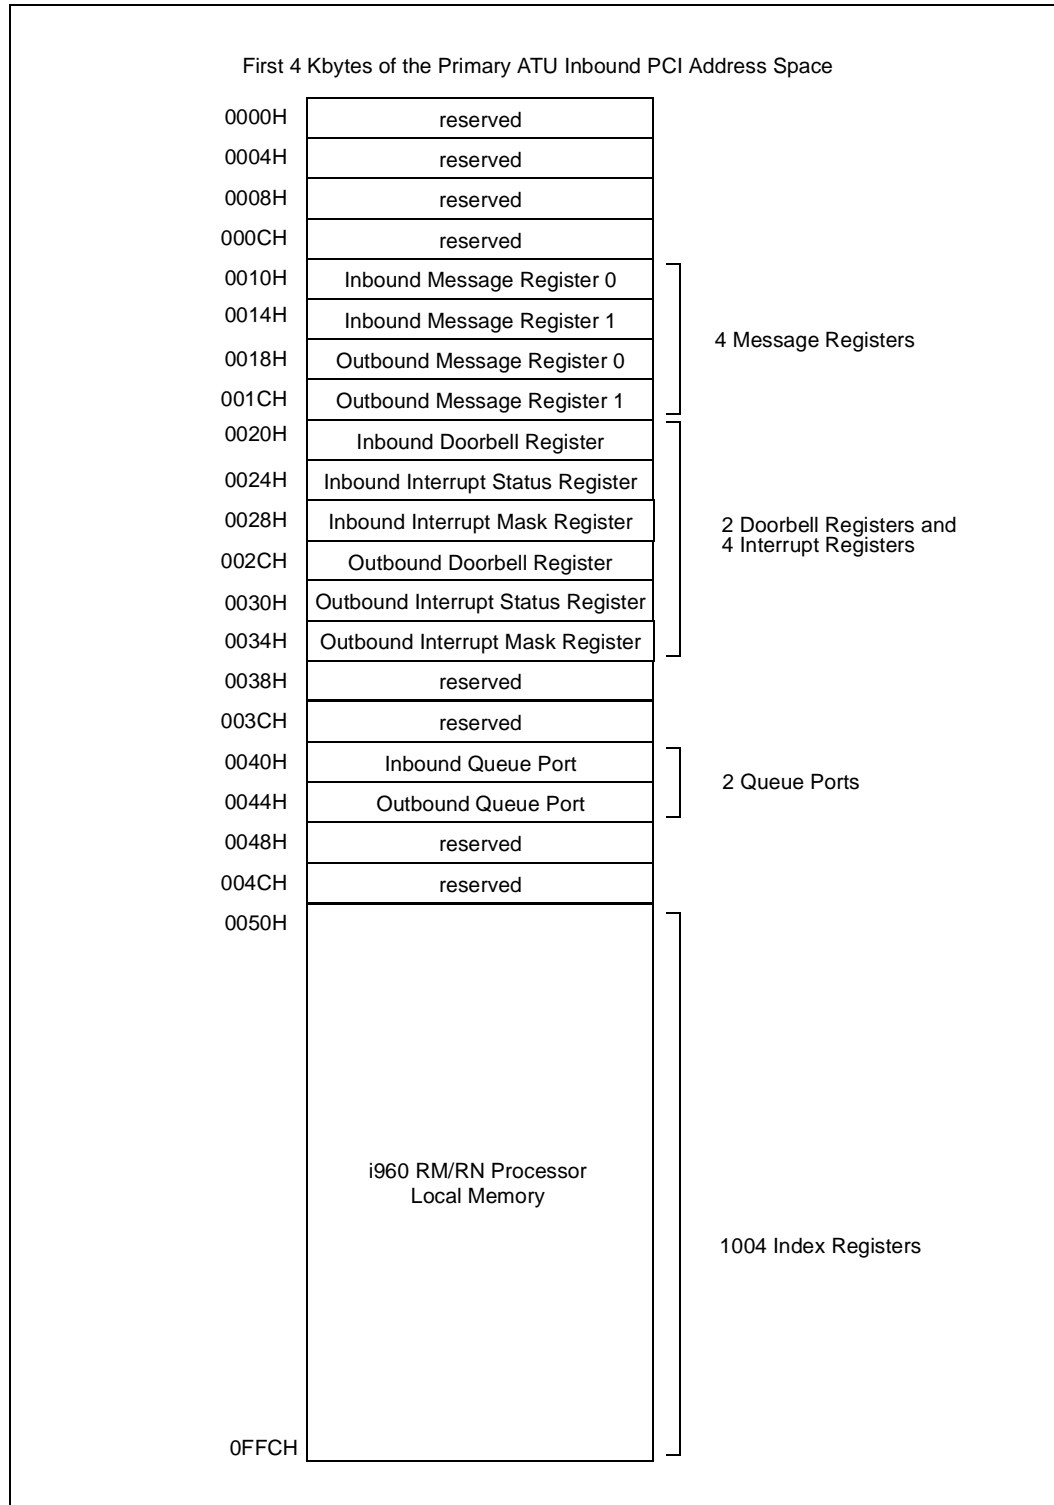 First 4 Kbytes of the Primary ATU Inbound PCI Address Space
0000H reserved
0004H reserved
0008H reserved
000CH reserved
0010H Inbound Message Register 0
0014H Inbound Message Register 1
4 Message Registers
0018H Outbound Message Register 0
001CH Outbound Message Register 1
0020H Inbound Doorbell Register
0024H Inbound Interrupt Status Register
0028H Inbound Interrupt Mask Register
2 Doorbell Registers and
4 Interrupt Registers
002CH Outbound Doorbell Register
0030H Outbound Interrupt Status Register
0034H Outbound Interrupt Mask Register
0038H reserved
003CH reserved
0040H Inbound Queue Port
2 Queue Ports
0044H Outbound Queue Port
0048H reserved
004CH reserved
0050H
i960 RM/RN Processor
Local Memory
1004 Index Registers
0FFCH